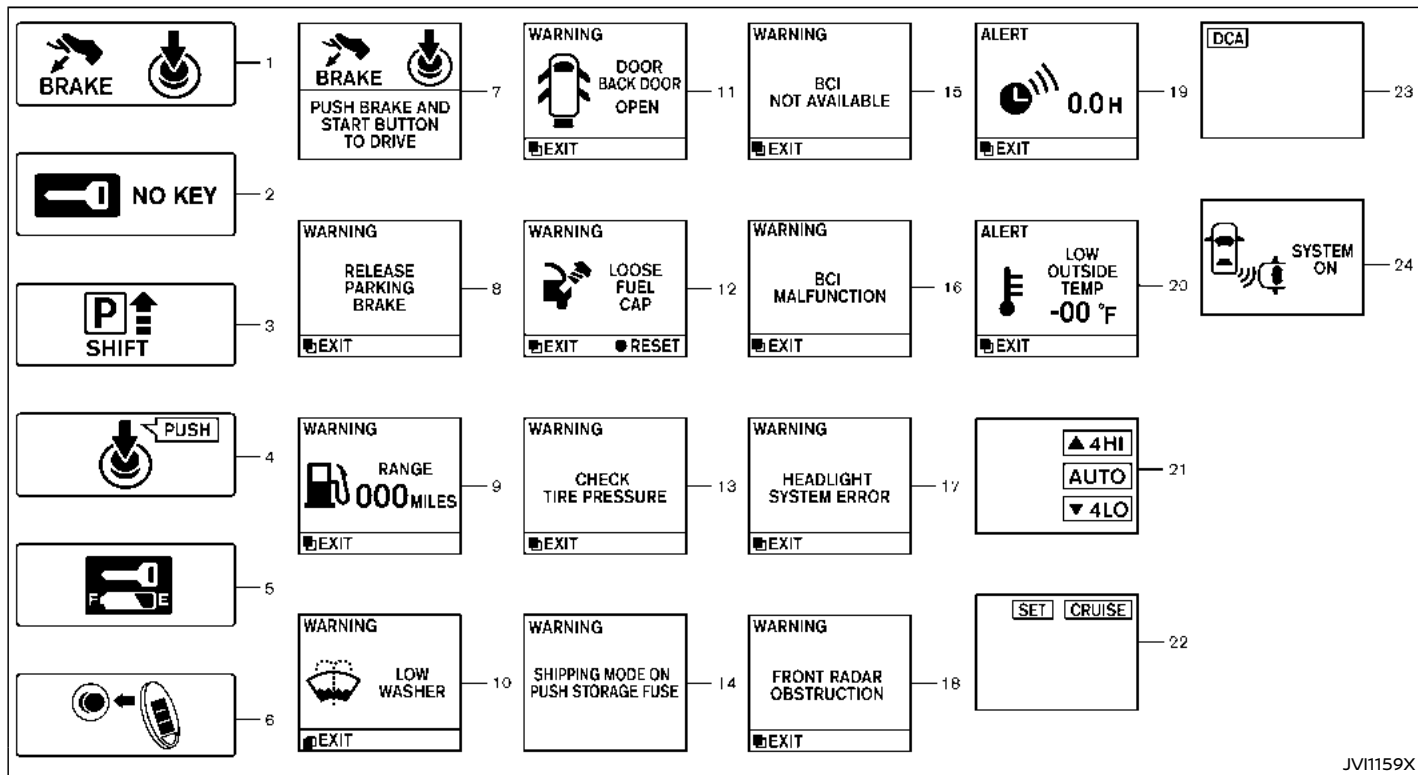 BRAKE
1
NO KEY
2
P
SHIFT
3
PUSH
4
F E
5
6
BRAKE
PUSH BRAKE AND
START BUTTON
TO DRIVE
7
WARNING
RELEASE
PARKING
BRAKE
EXIT
8
WARNING
RANGE
000 MILES
EXIT
9
WARNING
LOW
WASHER
EXIT
10
WARNING
DOOR
BACK DOOR
OPEN
EXIT
11
WARNING
LOOSE
FUEL
CAP
EXIT RESET
12
WARNING
CHECK
TIRE PRESSURE
EXIT
13
WARNING
SHIPPING MODE ON
PUSH STORAGE FUSE
14
WARNING
BCI
NOT AVAILABLE
EXIT
15
WARNING
BCI
MALFUNCTION
EXIT
16
WARNING
HEADLIGHT
SYSTEM ERROR
EXIT
17
WARNING
FRONT RADAR
OBSTRUCTION
EXIT
18
ALERT
0.0 H
EXIT
19
ALERT
LOW
OUTSIDE
TEMP
-00 °F
EXIT
20
▲ 4HI
AUTO
▼ 4LO
21
SET CRUISE
22
DCA
23
SYSTEM
ON
24
JVI1159X